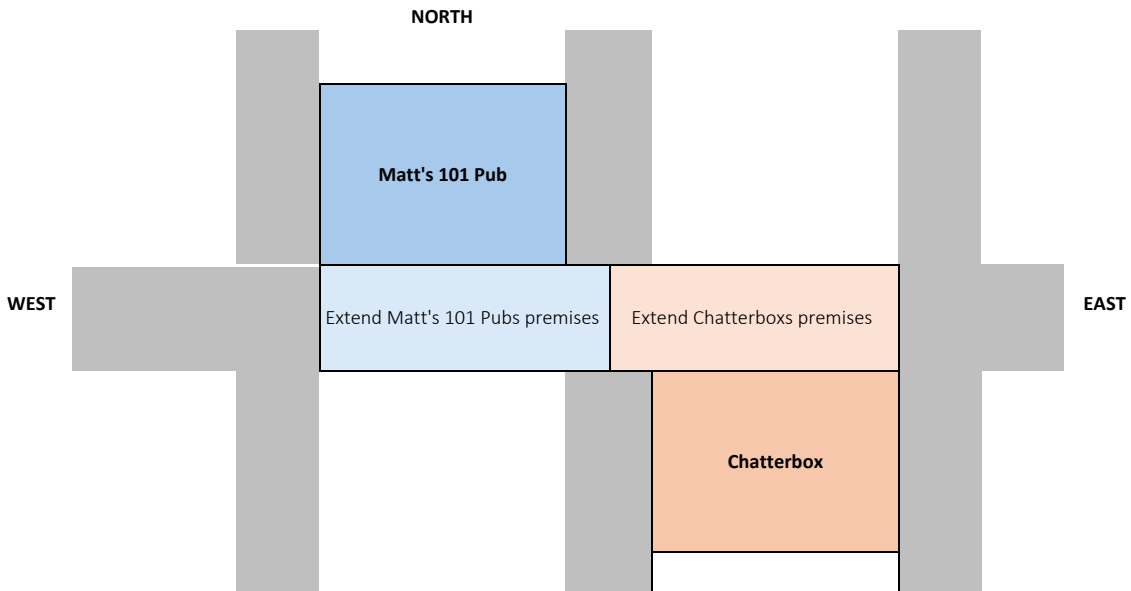 NORTH
Matt's 101 Pub
WEST
Extend Matt's 101 Pubs premises
Extend Chatterboxs premises
EAST
Chatterbox